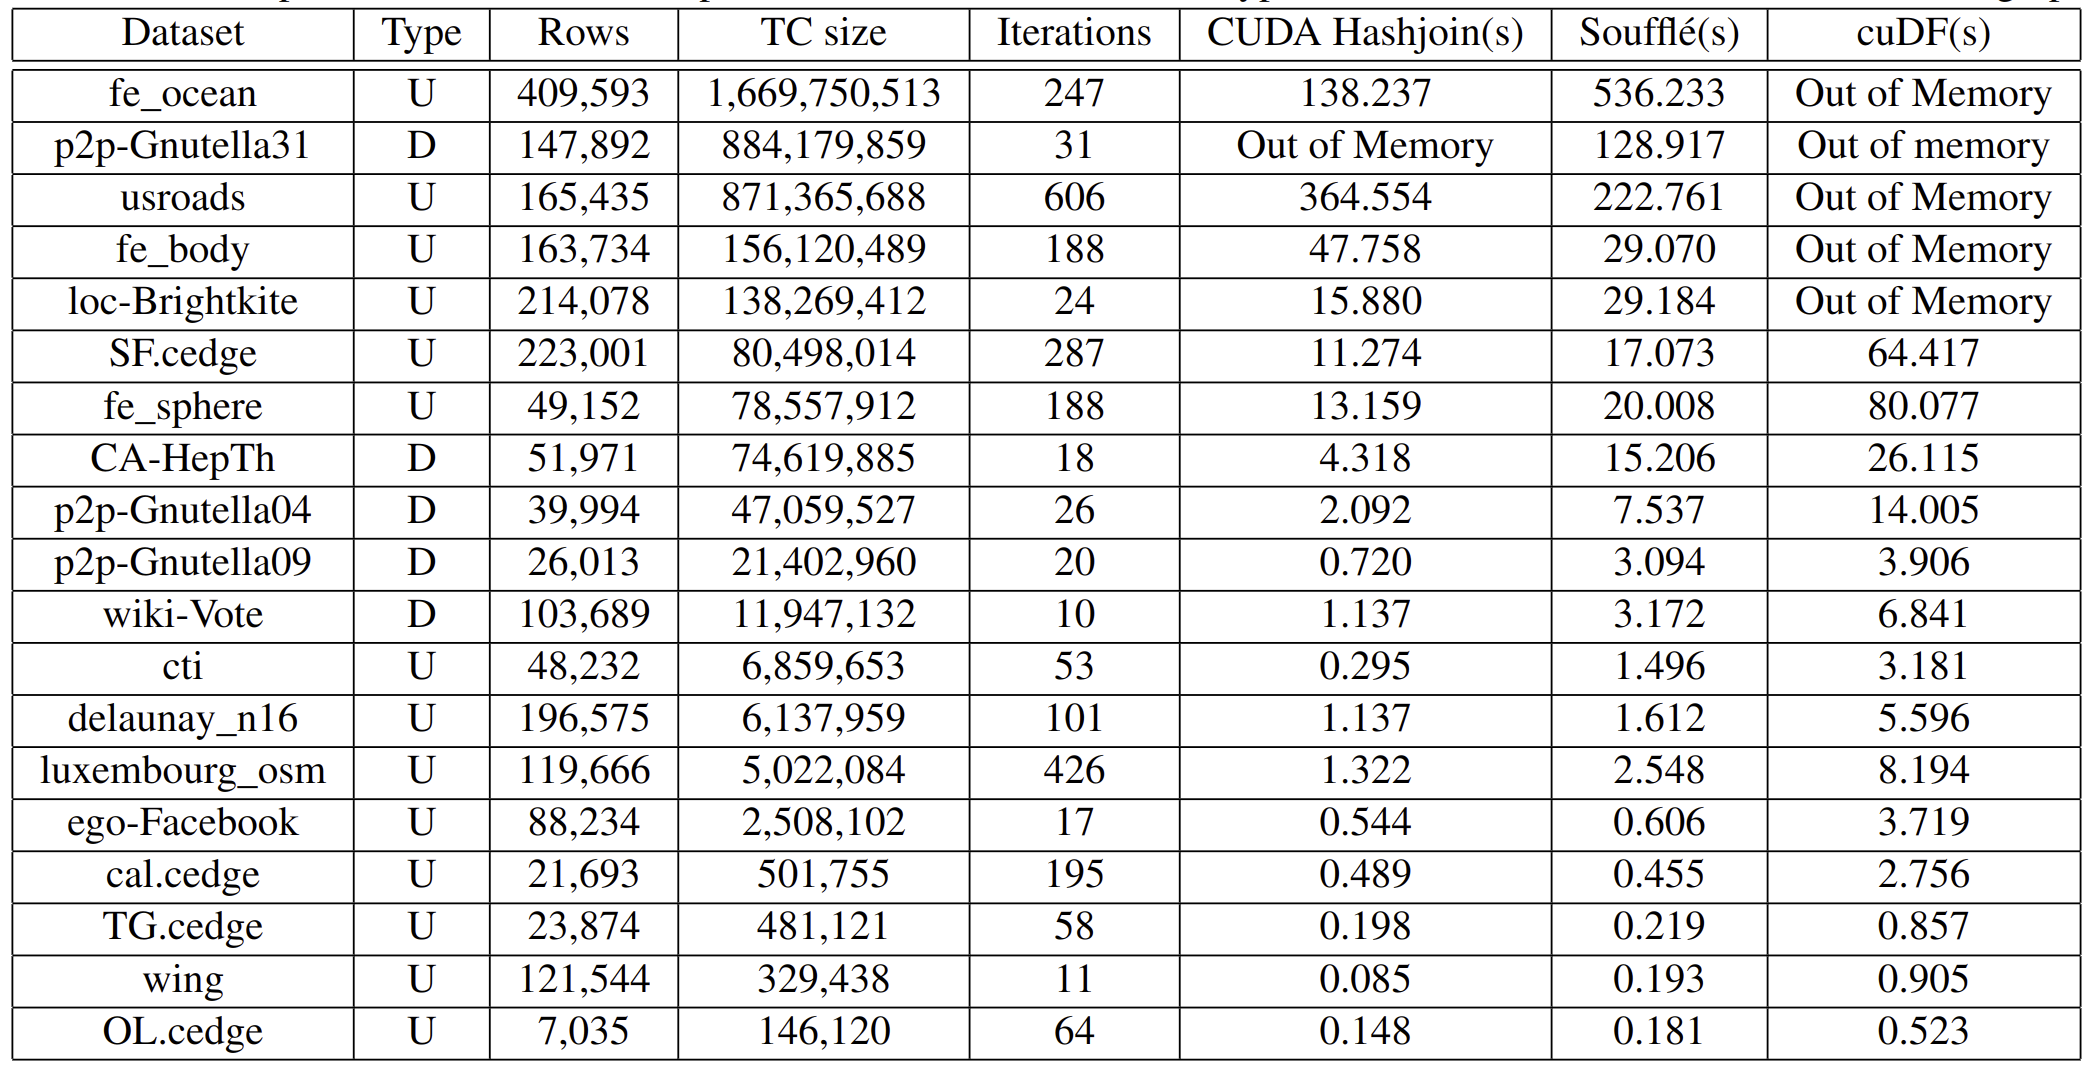 Dataset Type Rows TC size Iterations CUDA Hashjoin(s) Soufflé(s) cuDF(s)
fe_ocean U 409,593 1,669,750,513 247 138.237 536.233 Out of Memory
p2p-Gnutella31 D 147,892 884,179,859 31 Out of Memory 128.917 Out of memory
usroads U 165,435 871,365,688 606 364.554 222.761 Out of Memory
fe_body U 163,734 156,120,489 188 47.758 29.070 Out of Memory
loc-Brightkite U 214,078 138,269,412 24 15.880 29.184 Out of Memory
SF.cedge U 223,001 80,498,014 287 11.274 17.073 64.417
fe_sphere U 49,152 78,557,912 188 13.159 20.008 80.077
CA-HepTh D 51,971 74,619,885 18 4.318 15.206 26.115
p2p-Gnutella04 D 39,994 47,059,527 26 2.092 7.537 14.005
p2p-Gnutella09 D 26,013 21,402,960 20 0.720 3.094 3.906
wiki-Vote D 103,689 11,947,132 10 1.137 3.172 6.841
cti U 48,232 6,859,653 53 0.295 1.496 3.181
delaunay_n16 U 196,575 6,137,959 101 1.137 1.612 5.596
luxembourg_osm U 119,666 5,022,084 426 1.322 2.548 8.194
ego-Facebook U 88,234 2,508,102 17 0.544 0.606 3.719
cal.cedge U 21,693 501,755 195 0.489 0.455 2.756
TG.cedge U 23,874 481,121 58 0.198 0.219 0.857
wing U 121,544 329,438 11 0.085 0.193 0.905
OL.cedge U 7,035 146,120 64 0.148 0.181 0.523